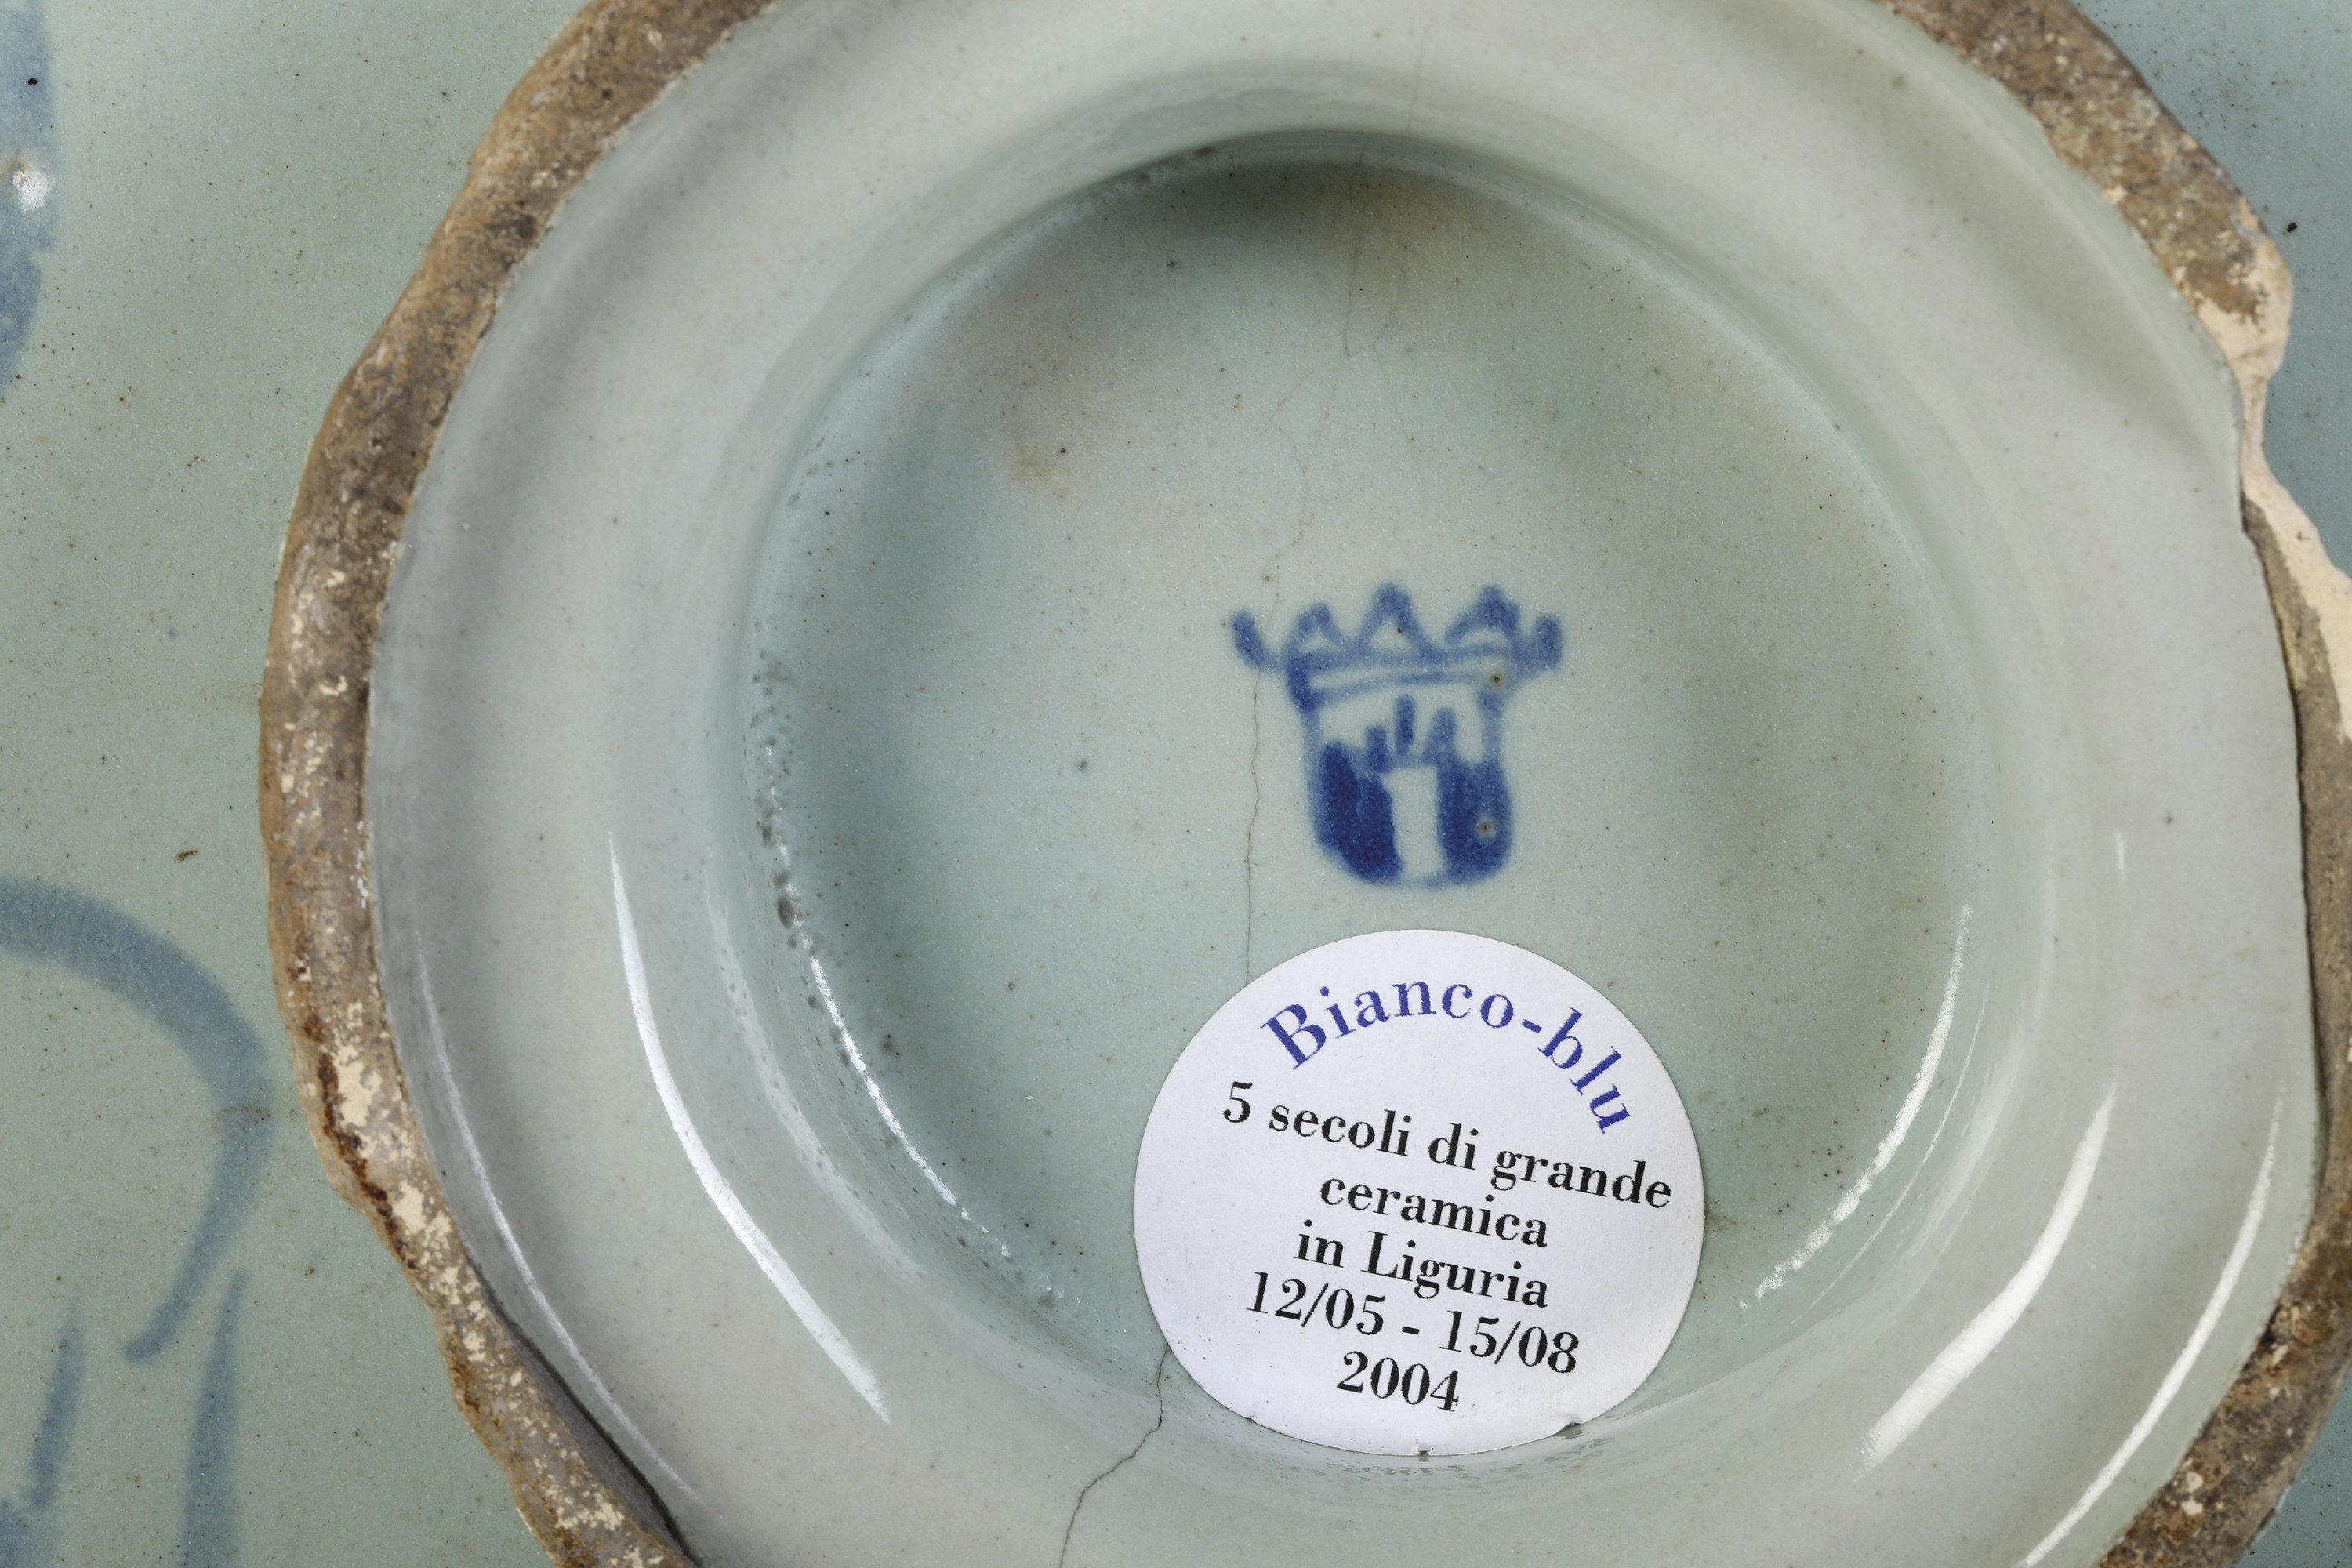 Bianco-blu
5 secoli di grande
ceramica
in Liguria
12/05 - 15/08
2004